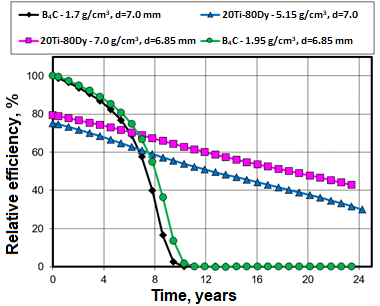 B₄C - 1.7 g/cm³, d=7.0 mm
20Ti-80Dy - 5.15 g/cm³, d=7.0
20Ti-80Dy - 7.0 g/cm³, d=6.85 mm
B₄C - 1.95 g/cm³, d=6.85 mm
Relative efficiency, %
120
100
80
60
40
20
0
0 4 8 12 16 20 24
Time, years